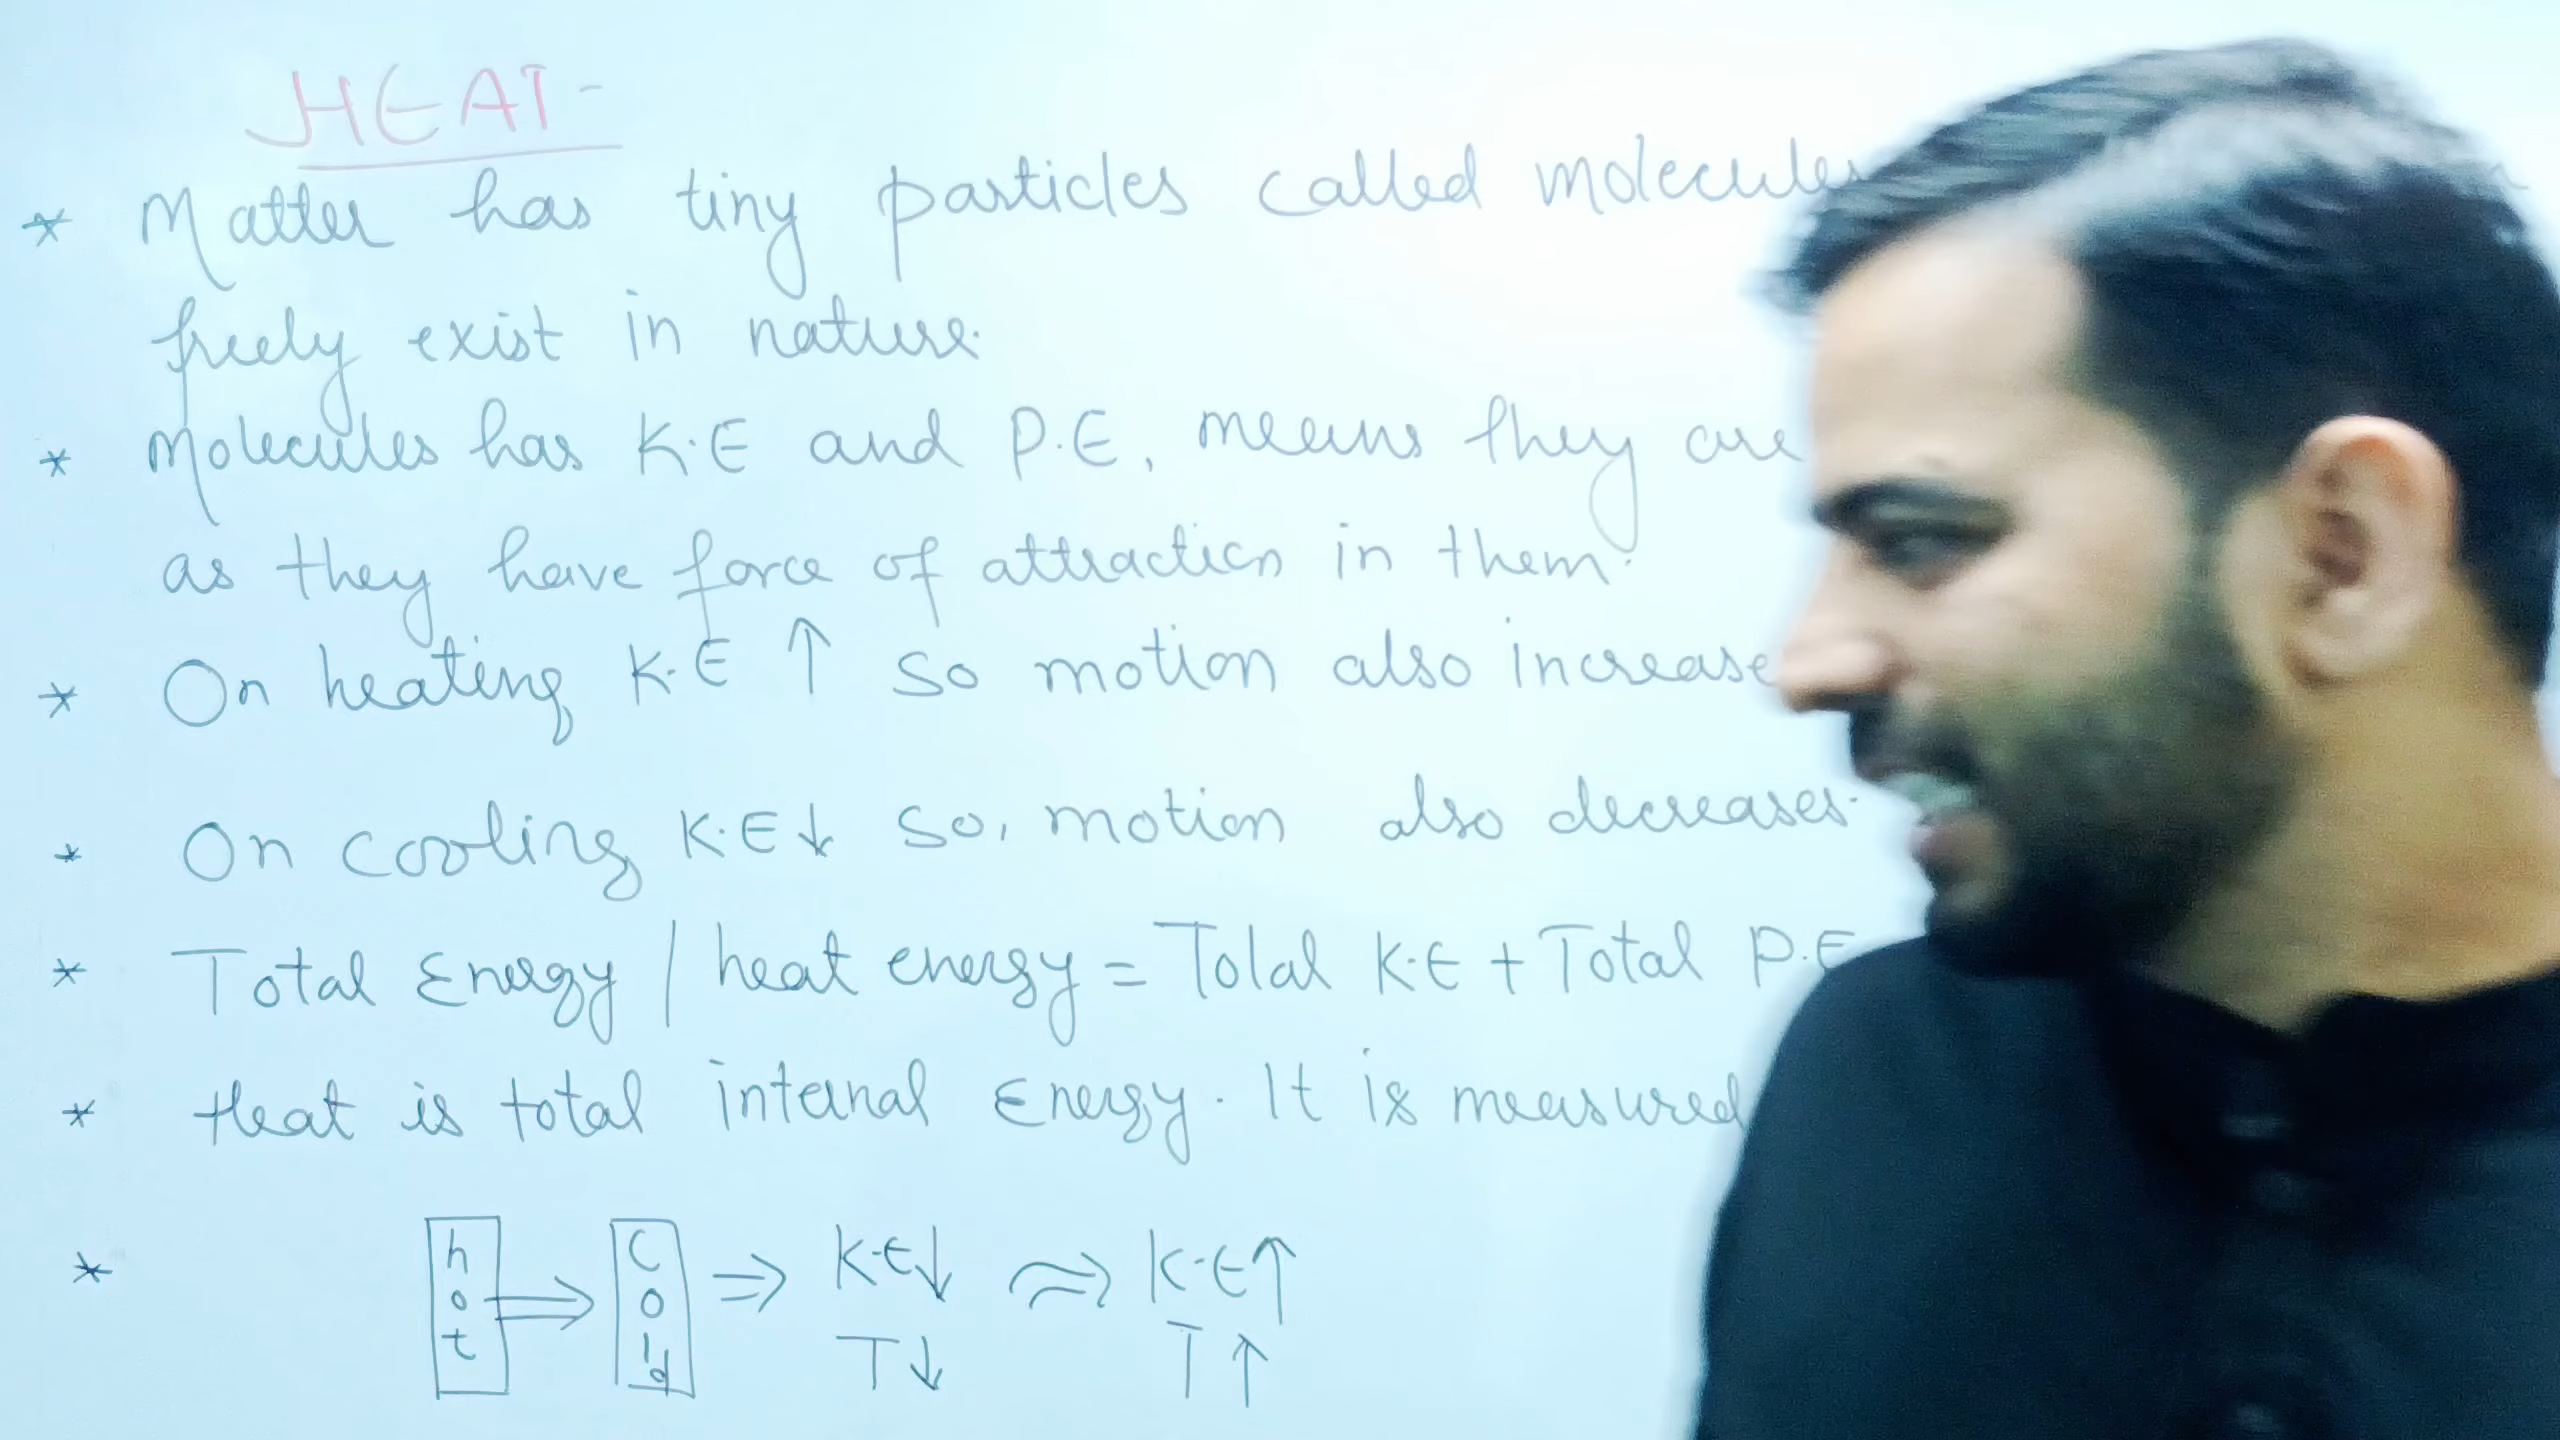 HEAT-
* Matter has tiny particles called molecules
freely exist in nature.
* Molecules has K.E and P.E, means they are
as they have force of attraction in them.
* On heating K.E ↑ so motion also increase
* On cooling K.E↓ so, motion also decreases.
* Total Energy / heat energy = Total K.E + Total P.E
* Heat is total internal Energy. It is measured
* hot ⇒ Cold ⇒ K.E↓ ⇒ K.E↑
T↓ T↑